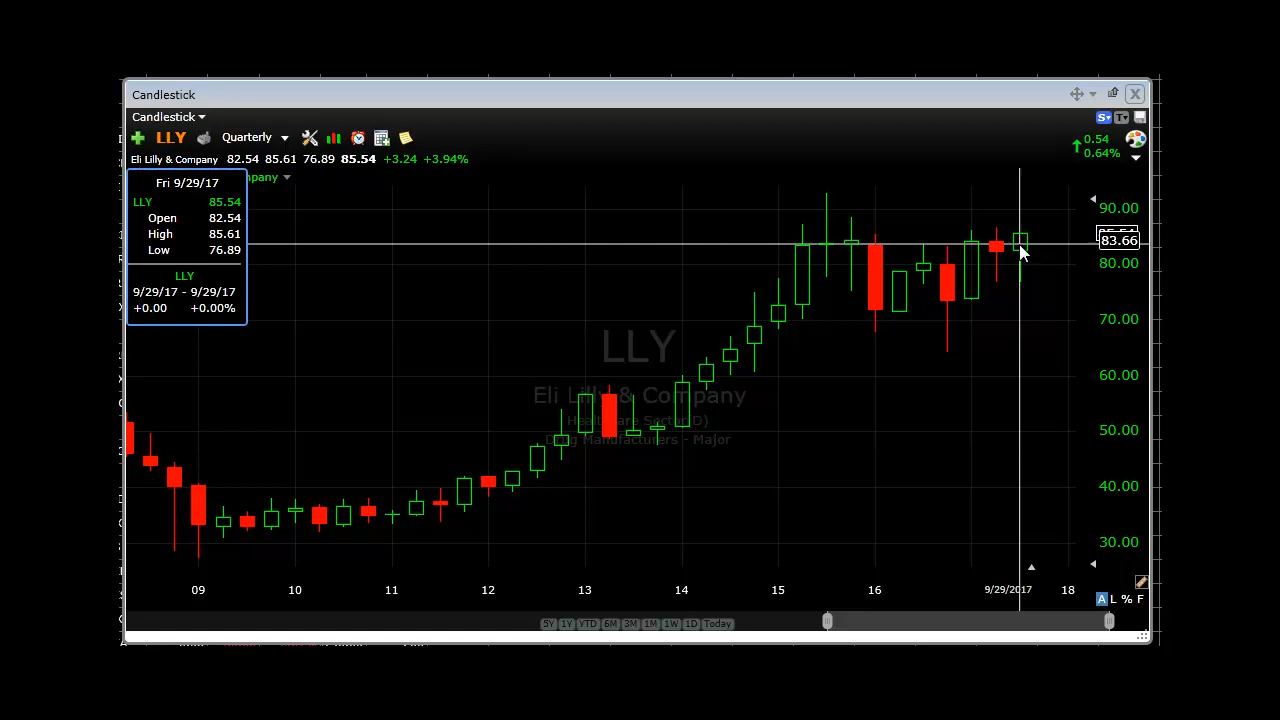 Candlestick
Candlestick
S T
LLY Quarterly
0.54
0.64%
Eli Lilly & Company 82.54 85.61 76.89 85.54 +3.24 +3.94%
mpany
Fri 9/29/17
LLY 85.54
Open 82.54
High 85.61
Low 76.89
LLY
9/29/17 - 9/29/17
+0.00 +0.00%
90.00
83.66
80.00
70.00
60.00
50.00
40.00
30.00
LLY
Eli Lilly & Company
Drug Manufacturers - Major
09 10 11 12 13 14 15 16 9/29/2017 18
A L % F
5Y 1Y YTD 6M 3M 1M 1W 1D Today